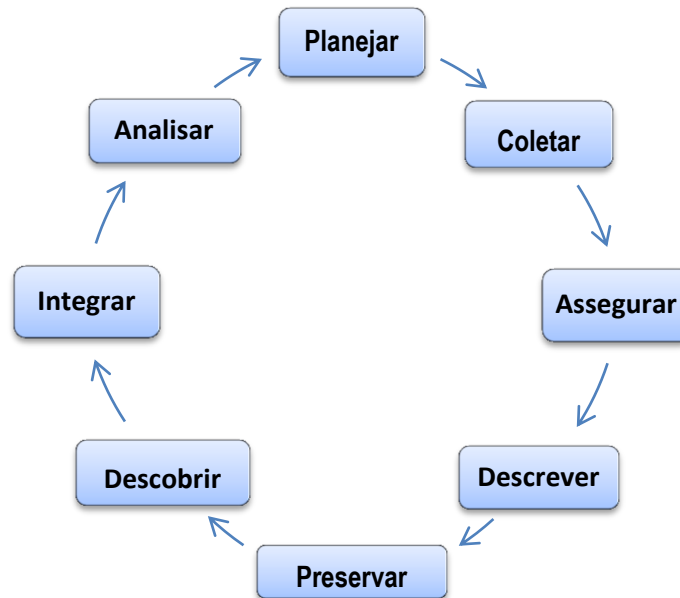 Planejar
Coletar
Assegurar
Descrever
Preservar
Descobrir
Integrar
Analisar